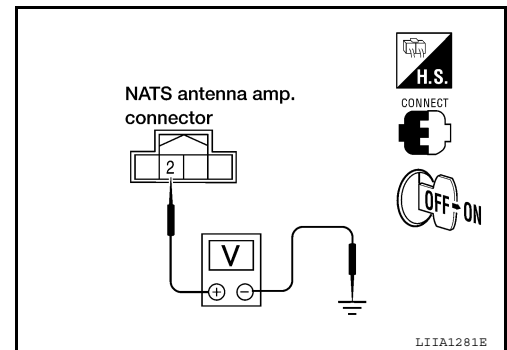 NATS antenna amp.
connector
2
V
+ −
H.S.
CONNECT
OFF-ON
LIIA1281E